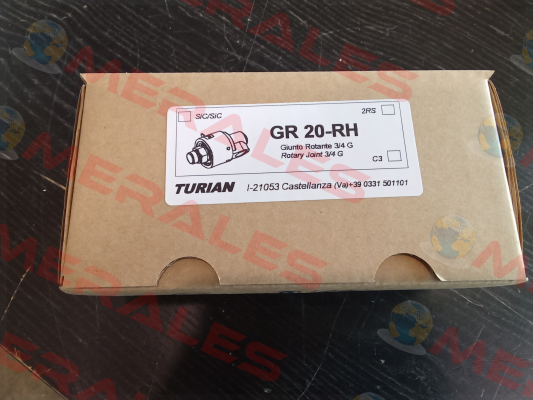 SiC/SiC
2RS
GR 20-RH
Giunto Rotante 3/4 G
Rotary Joint 3/4 G
C3
TURIAN I-21053 Castellanza (Va)+39 0331 501101
MERALES
MERALES
MERALES